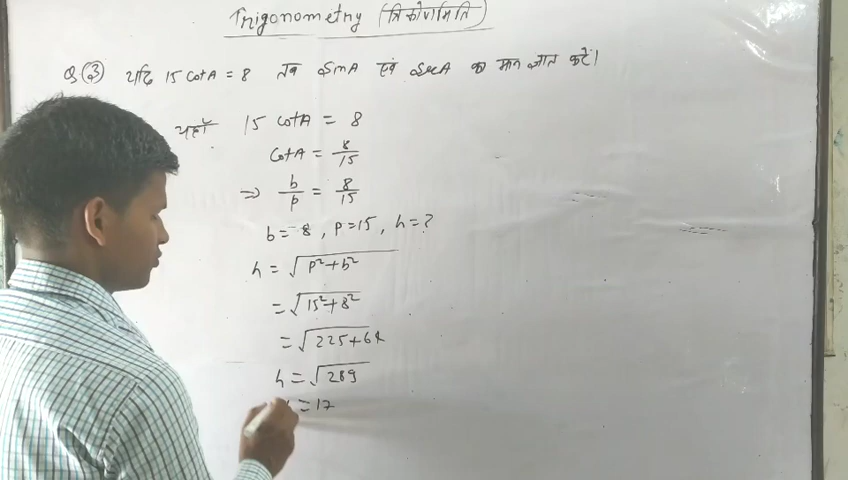 Trigonometry (त्रिकोणमिति)
Q(3) यदि 15 cotA = 8 तब SinA एवं SecA का मान ज्ञात करें।
यहाँ 15 cotA = 8
cotA = 8/15
⇒ b/p = 8/15
b = 8, p = 15, h = ?
h = √(p²+b²)
= √(15²+8²)
= √(225+64)
h = √289
= 17